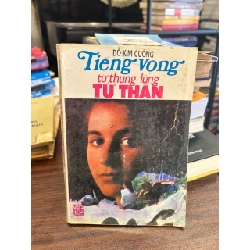 ĐỖ KIM CUÔNG
Tiếng vọng
từ thung lũng
TỬ THẦN